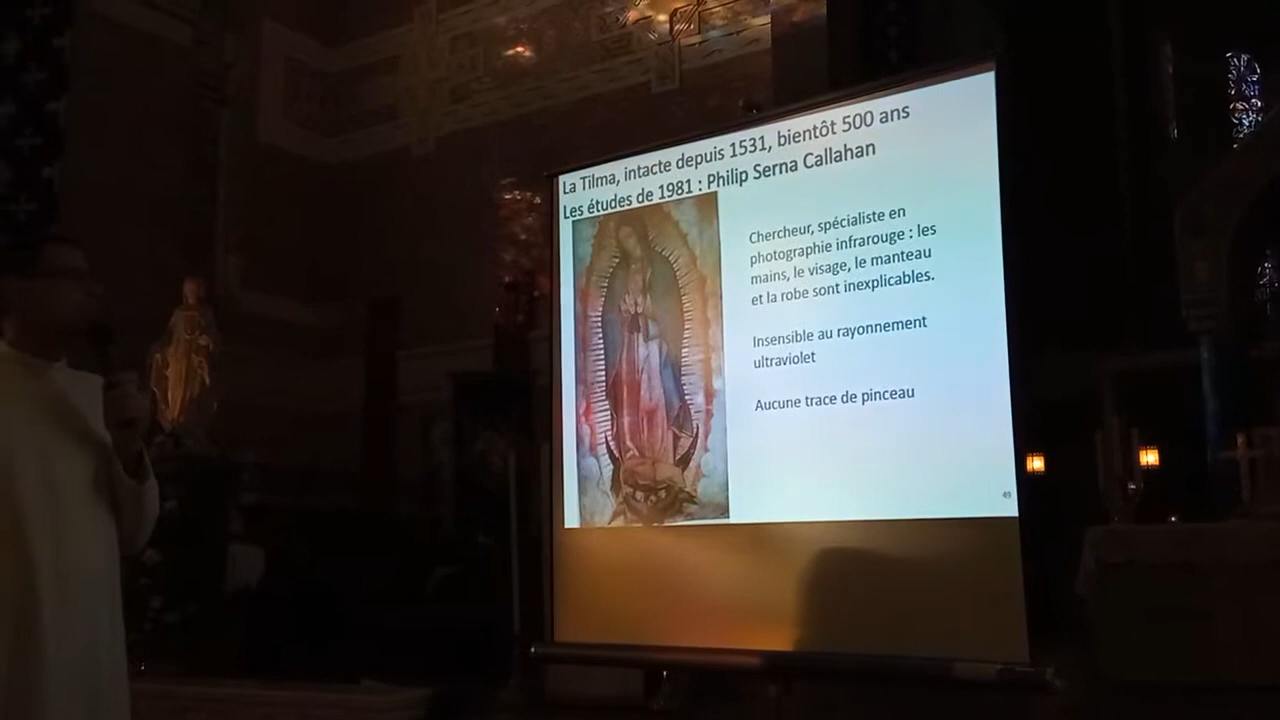 La Tilma, intacte depuis 1531, bientôt 500 ans
Les études de 1981 : Philip Serna Callahan
Chercheur, spécialiste en
photographie infrarouge : les
mains, le visage, le manteau
et la robe sont inexplicables.
Insensible au rayonnement
ultraviolet
Aucune trace de pinceau
49